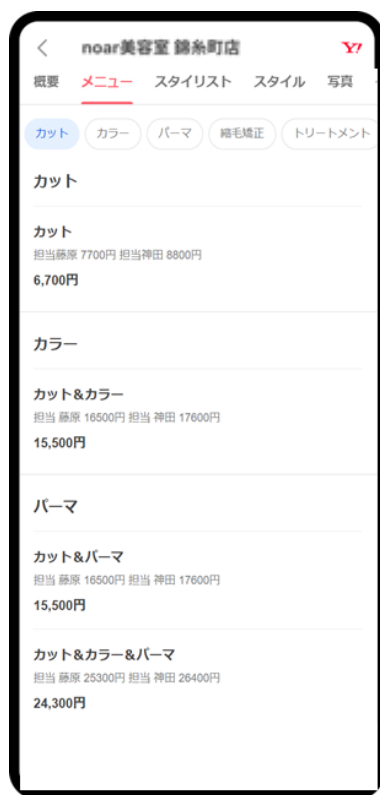 noar美容室 錦糸町店
Y!
概要 メニュー スタイリスト スタイル 写真
カット カラー パーマ 縮毛矯正 トリートメント
カット
カット
担当藤原 7700円 担当神田 8800円
6,700円
カラー
カット&カラー
担当 藤原 16500円 担当 神田 17600円
15,500円
パーマ
カット&パーマ
担当 藤原 16500円 担当 神田 17600円
15,500円
カット&カラー&パーマ
担当 藤原 25300円 担当 神田 26400円
24,300円